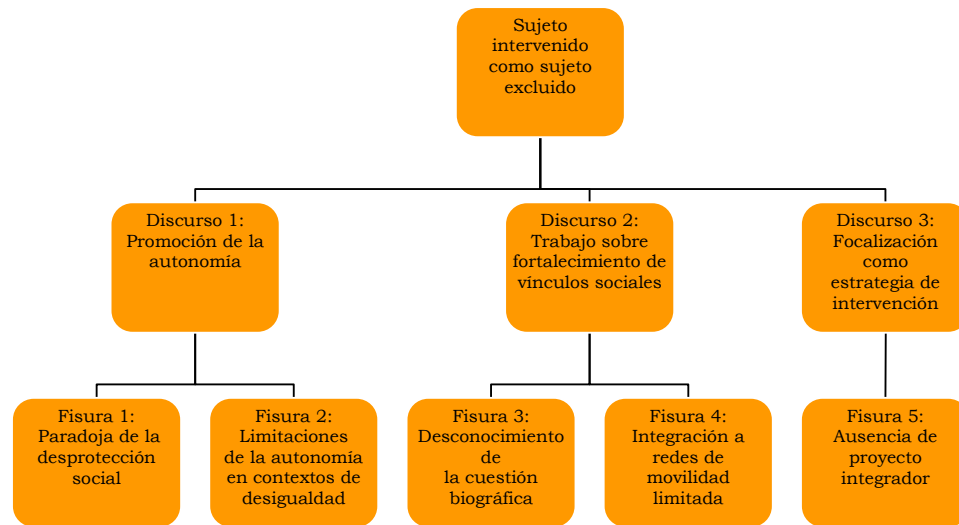 Sujeto
intervenido
como sujeto
excluido
Discurso 1:
Promoción de la
autonomía
Discurso 2:
Trabajo sobre
fortalecimiento de
vínculos sociales
Discurso 3:
Focalización
como
estrategia de
intervención
Fisura 1:
Paradoja de la
desprotección
social
Fisura 2:
Limitaciones
de la autonomía
en contextos de
desigualdad
Fisura 3:
Desconocimiento
de
la cuestión
biográfica
Fisura 4:
Integración a
redes de
movilidad
limitada
Fisura 5:
Ausencia de
proyecto
integrador